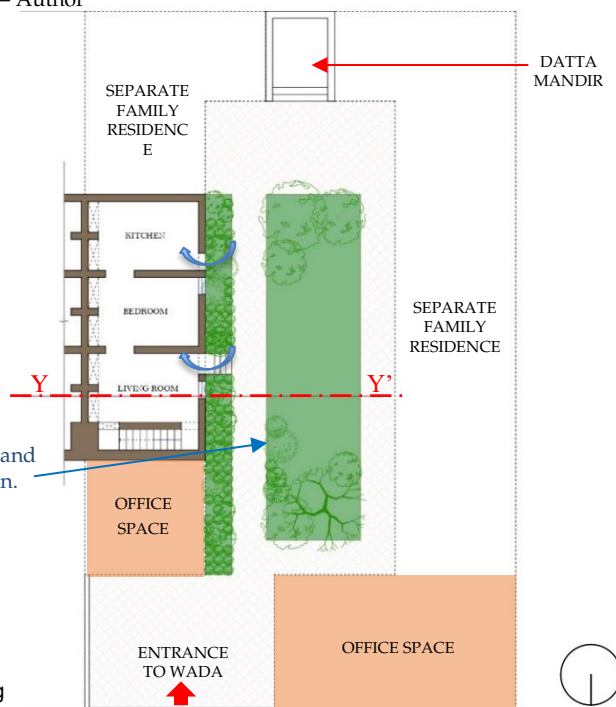 – Author
DATTA
MANDIR
SEPARATE
FAMILY
RESIDENC
E
KITCHEN
BEDROOM
SEPARATE
FAMILY
RESIDENCE
Y
LIVING ROOM
Y'
and
n.
OFFICE
SPACE
OFFICE SPACE
ENTRANCE
TO WADA
g